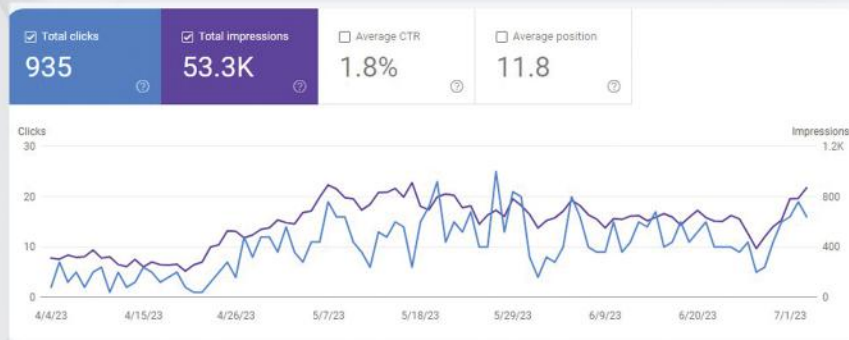 Total clicks
935
Total impressions
53.3K
Average CTR
1.8%
Average position
11.8
Clicks
Impressions
30
1.2K
20
800
10
400
0
0
4/4/23 4/15/23 4/26/23 5/7/23 5/18/23 5/29/23 6/9/23 6/20/23 7/1/23